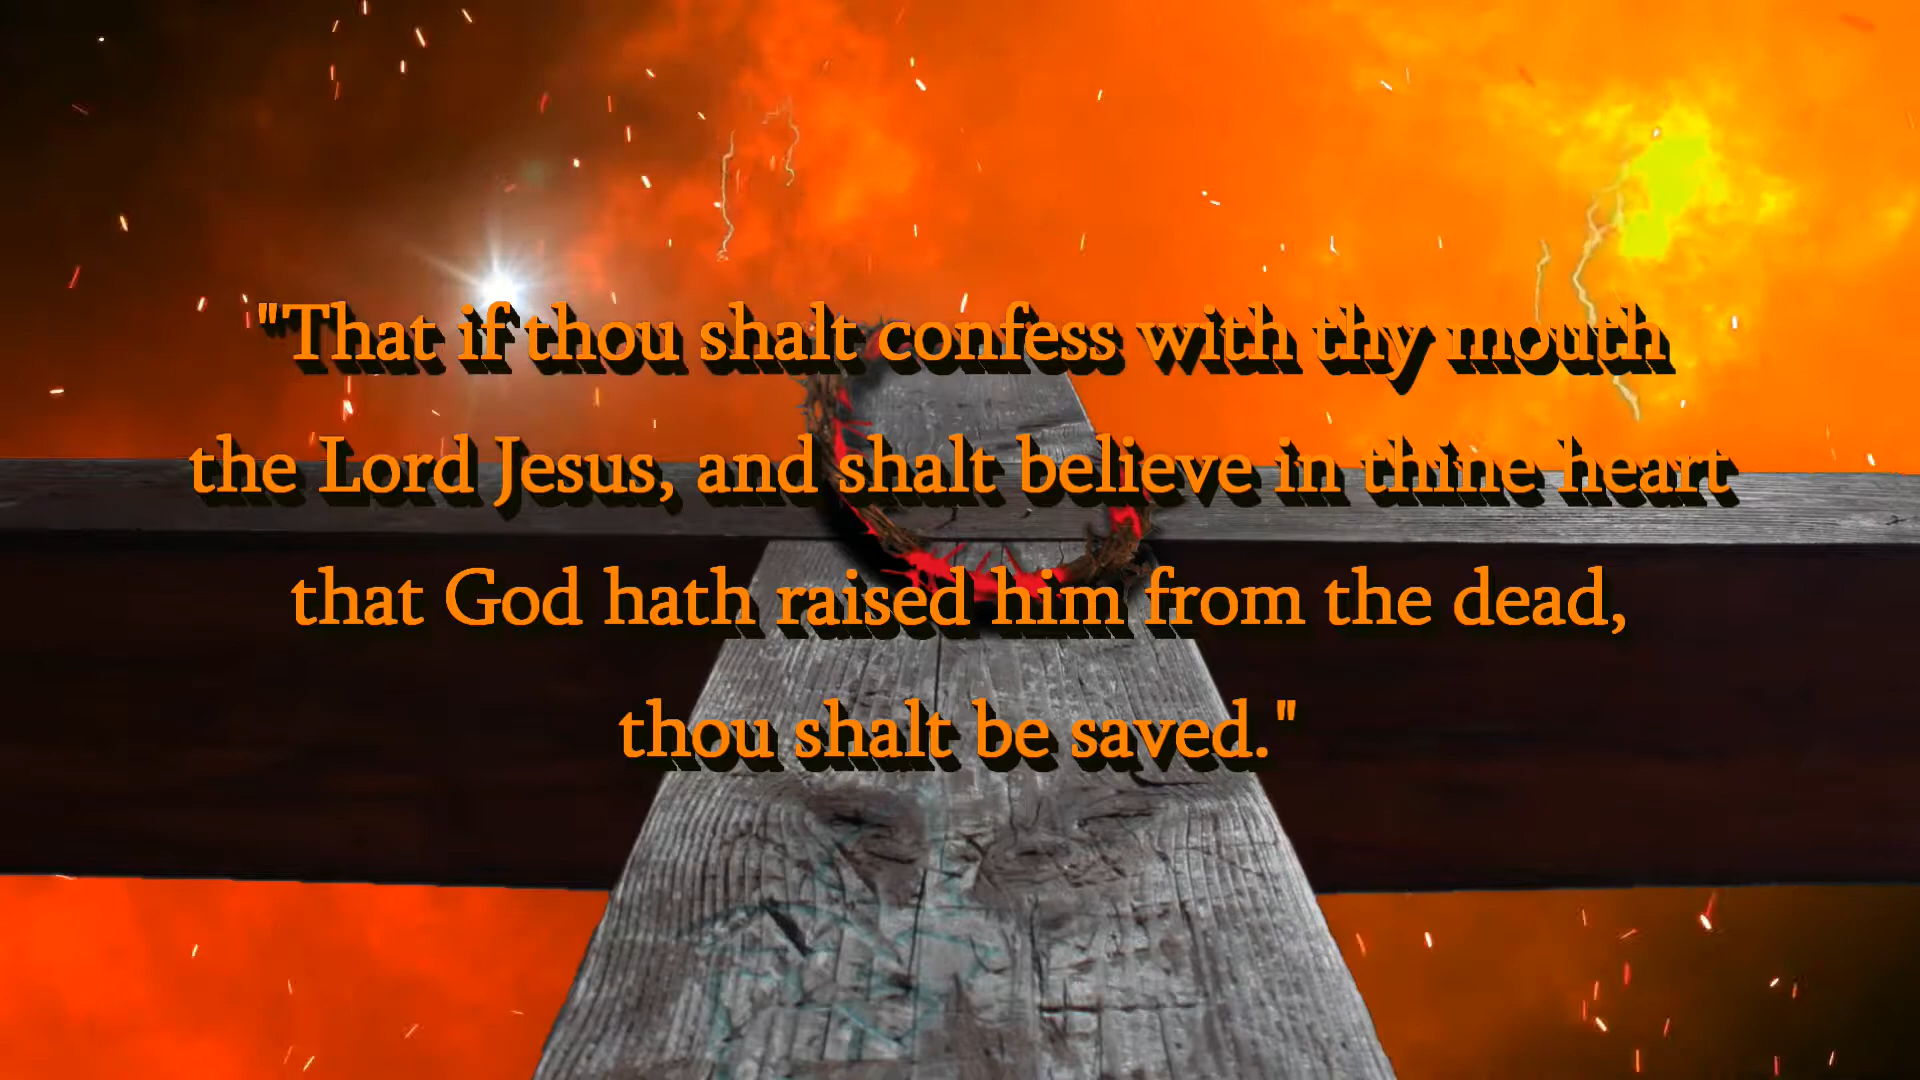 "That if thou shalt confess with thy mouth
the Lord Jesus, and shalt believe in thine heart
that God hath raised him from the dead,
thou shalt be saved."